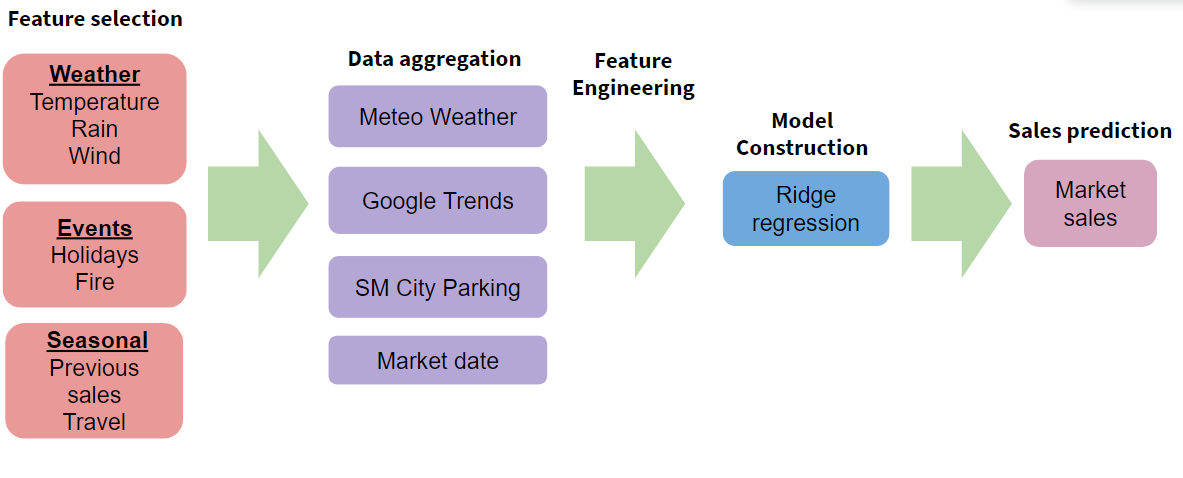 Feature selection
Weather
Temperature
Rain
Wind
Events
Holidays
Fire
Seasonal
Previous
sales
Travel
Data aggregation
Meteo Weather
Google Trends
SM City Parking
Market date
Feature
Engineering
Model
Construction
Ridge
regression
Sales prediction
Market
sales